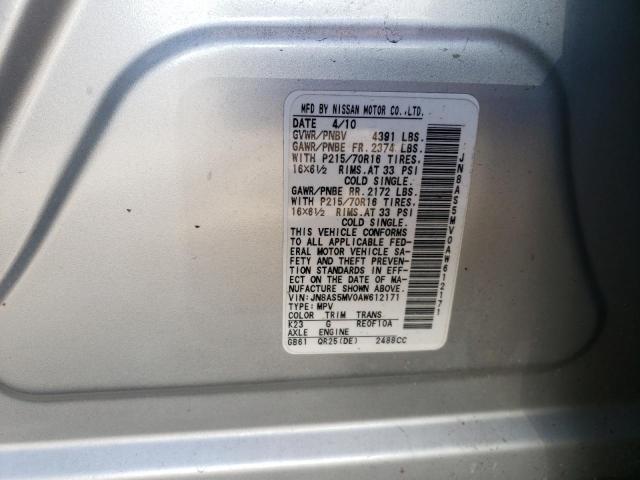 MFD BY NISSAN MOTOR CO.,LTD.
DATE 4/10
GVWR/PNBV 4391 LBS.
GAWR/PNBE FR. 2374 LBS.
WITH P215/70R16 TIRES.
16X6½ RIMS.AT 33 PSI
COLD SINGLE.
GAWR/PNBE RR. 2172 LBS.
WITH P215/70R16 TIRES.
16X6½ RIMS.AT 33 PSI
COLD SINGLE.
THIS VEHICLE CONFORMS
TO ALL APPLICABLE FED-
ERAL MOTOR VEHICLE SA-
FETY AND THEFT PREVEN-
TION STANDARDS IN EFF-
ECT ON THE DATE OF MA-
NUFACTURE SHOWN ABOVE.
VIN:JN8AS5MV0AW612171
TYPE:MPV
COLOR TRIM TRANS
K23 G RE0F10A
AXLE ENGINE
GB61 QR25(DE) 2488CC
JN8AS5MV0AW612171